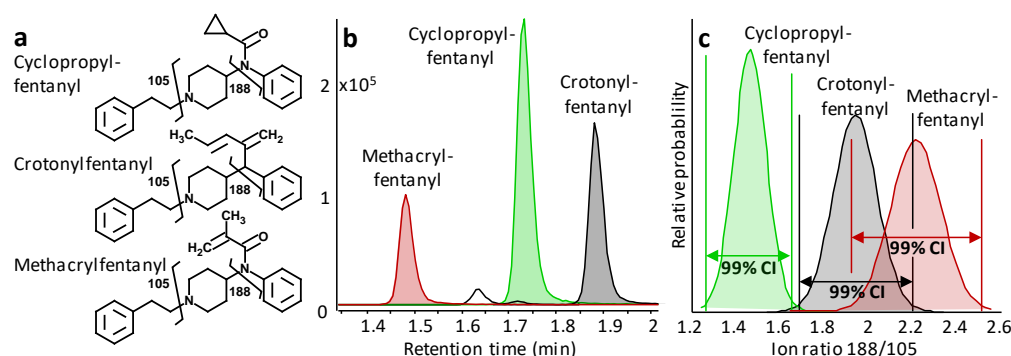 a
Cyclopropyl-
fentanyl
O
N
105
188
N
H₃C
CH₂
Crotonylfentanyl
105
188
N
CH₃
H₂C
O
Methacrylfentanyl
N
105
188
N
b
Cyclopropyl-
fentanyl
Crotonyl-
fentanyl
Methacryl-
fentanyl
2
x10⁵
1
0
1.4
1.5
1.6
1.7
1.8
1.9
2
Retention time (min)
c
Cyclopropyl-
fentanyl
Crotonyl-
fentanyl
Methacryl-
fentanyl
Relative probability
99% CI
99% CI
99% CI
1.2
1.4
1.6
1.8
2
2.2
2.4
2.6
Ion ratio 188/105